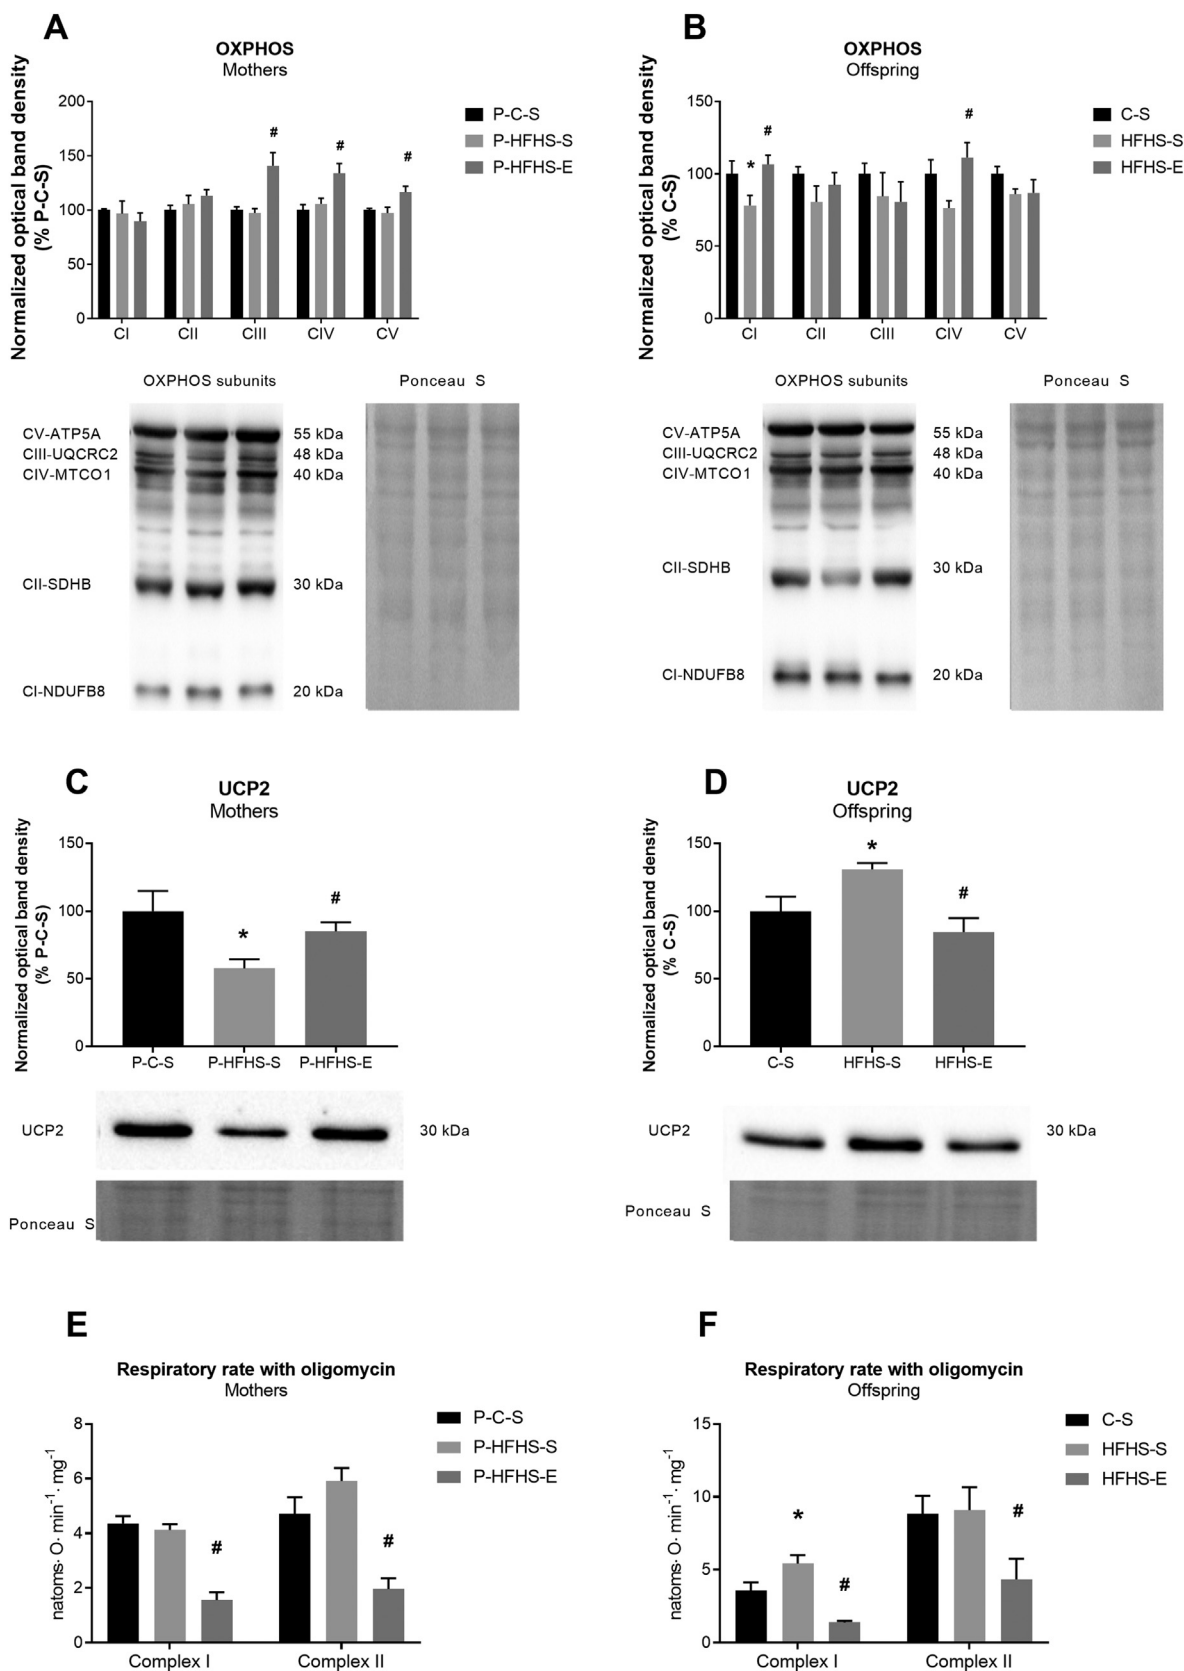 A
OXPHOS
Mothers
Normalized optical band density
(% P-C-S)
200
150
100
50
0
# # #
CI CII CIII CIV CV
P-C-S
P-HFHS-S
P-HFHS-E
OXPHOS subunits
Ponceau S
CV-ATP5A 55 kDa
CIII-UQCRC2 48 kDa
CIV-MTCO1 40 kDa
CII-SDHB 30 kDa
CI-NDUFB8 20 kDa
B
OXPHOS
Offspring
Normalized optical band density
(% C-S)
150
100
50
0
* # #
CI CII CIII CIV CV
C-S
HFHS-S
HFHS-E
OXPHOS subunits
Ponceau S
CV-ATP5A 55 kDa
CIII-UQCRC2 48 kDa
CIV-MTCO1 40 kDa
CII-SDHB 30 kDa
CI-NDUFB8 20 kDa
C
UCP2
Mothers
Normalized optical band density
(% P-C-S)
150
100
50
0
* #
P-C-S P-HFHS-S P-HFHS-E
UCP2 30 kDa
Ponceau S
D
UCP2
Offspring
Normalized optical band density
(% C-S)
150
100
50
0
* #
C-S HFHS-S HFHS-E
UCP2 30 kDa
Ponceau S
E
Respiratory rate with oligomycin
Mothers
natoms· O· min⁻¹· mg⁻¹
8
6
4
2
0
# #
Complex I Complex II
P-C-S
P-HFHS-S
P-HFHS-E
F
Respiratory rate with oligomycin
Offspring
natoms· O· min⁻¹· mg⁻¹
15
10
5
0
* # #
Complex I Complex II
C-S
HFHS-S
HFHS-E